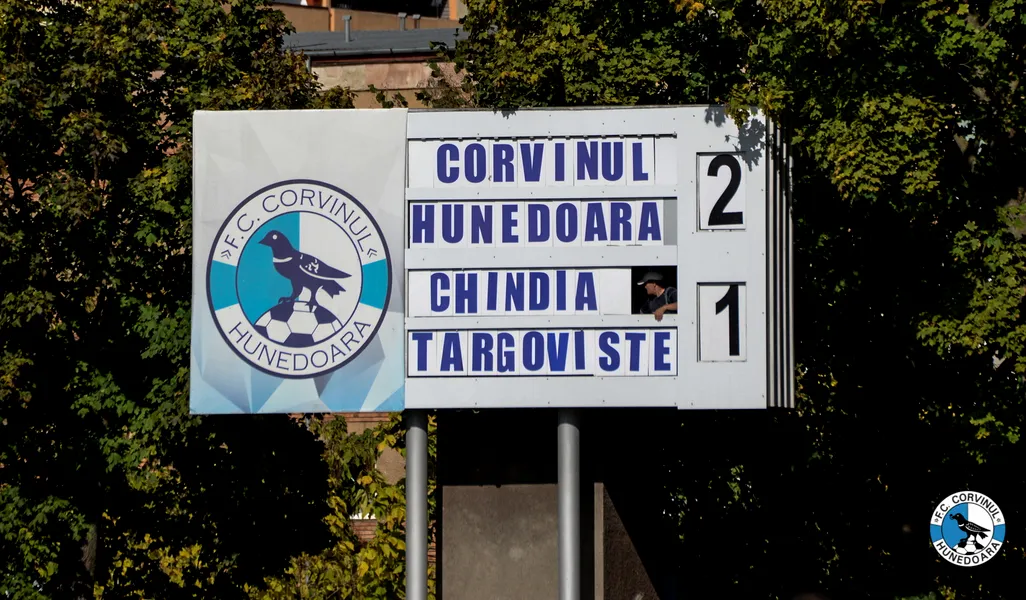 »F.C. CORVINUL«
HUNEDOARA
CORVINUL
2
HUNEDOARA
CHINDIA
1
TARGOVISTE
F.C. CORVINUL
HUNEDOARA